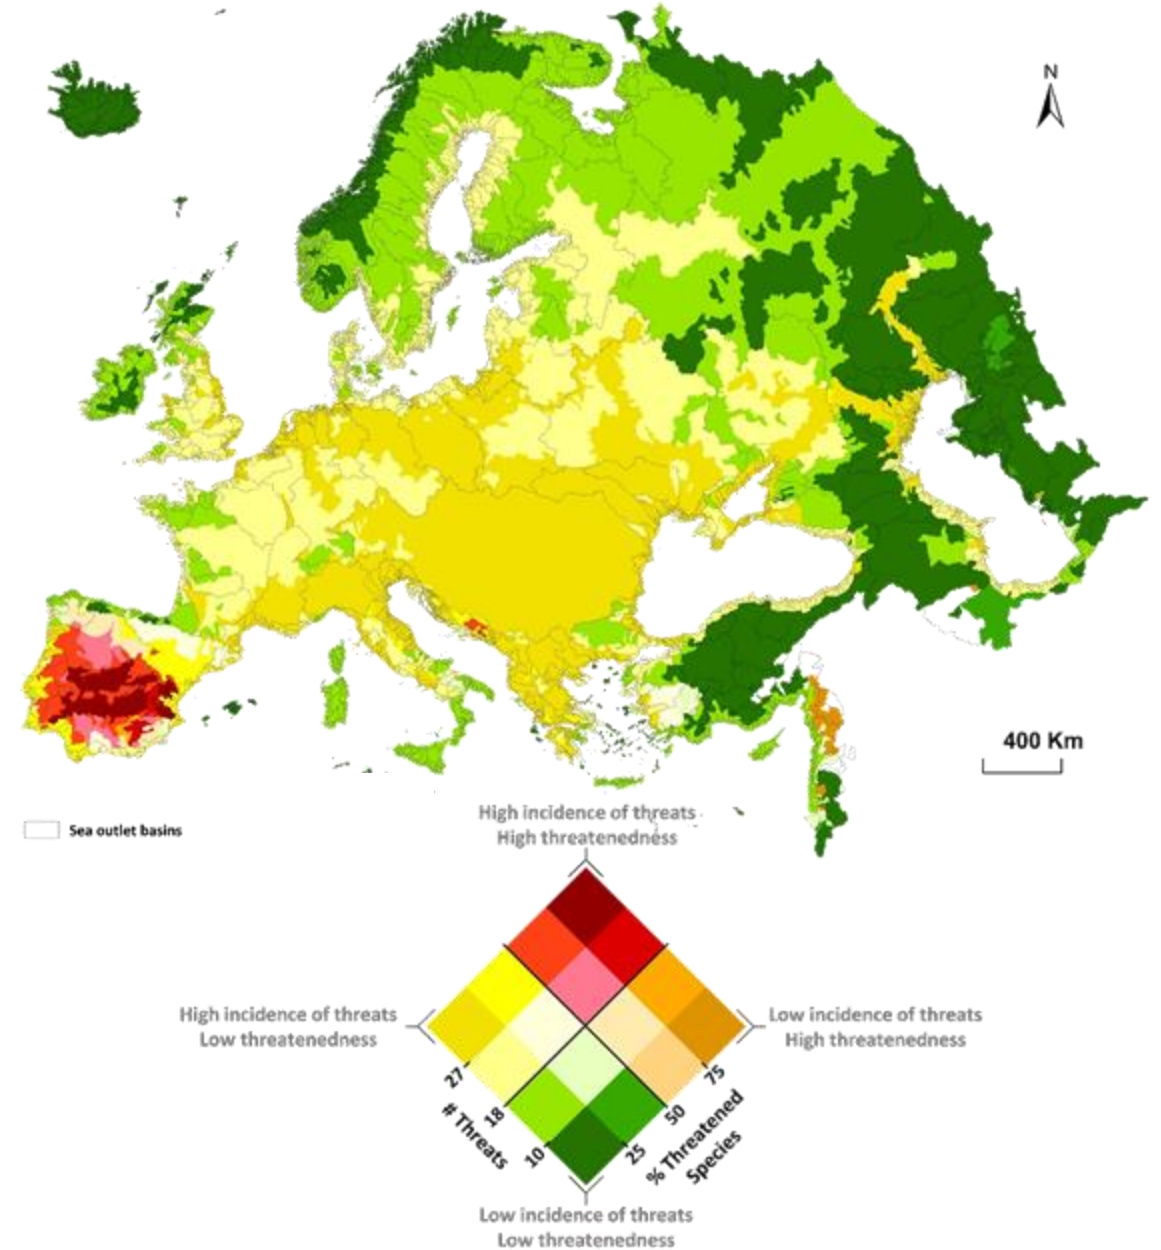 N
400 Km
Sea outlet basins
High incidence of threats
High threatenedness
High incidence of threats
Low threatenedness
Low incidence of threats
High threatenedness
27
18
10
# Threats
75
50
25
% Threatened
Species
Low incidence of threats
Low threatenedness